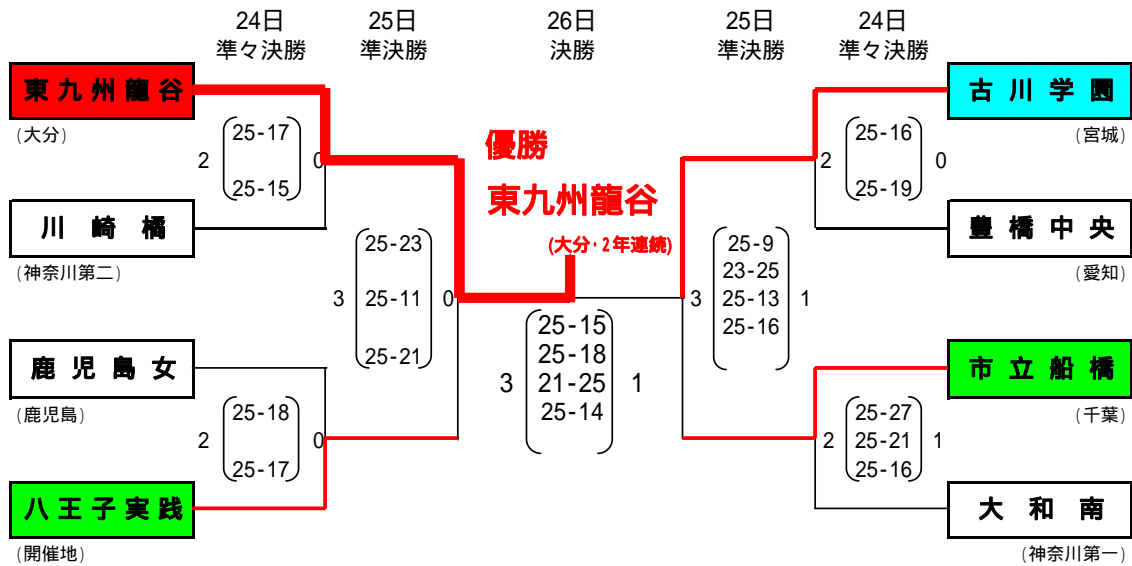 24日
準々決勝
25日
準決勝
26日
決勝
25日
準決勝
24日
準々決勝
東九州龍谷
(大分)
2
25-17
25-15
0
川崎橘
(神奈川第二)
3
25-23
25-11
25-21
0
鹿児島女
(鹿児島)
2
25-18
25-17
0
八王子実践
(開催地)
優勝
東九州龍谷
(大分・2年連続)
3
25-15
25-18
21-25
25-14
1
古川学園
(宮城)
2
25-16
25-19
0
豊橋中央
(愛知)
3
25-9
23-25
25-13
25-16
1
市立船橋
(千葉)
2
25-27
25-21
25-16
1
大和南
(神奈川第一)